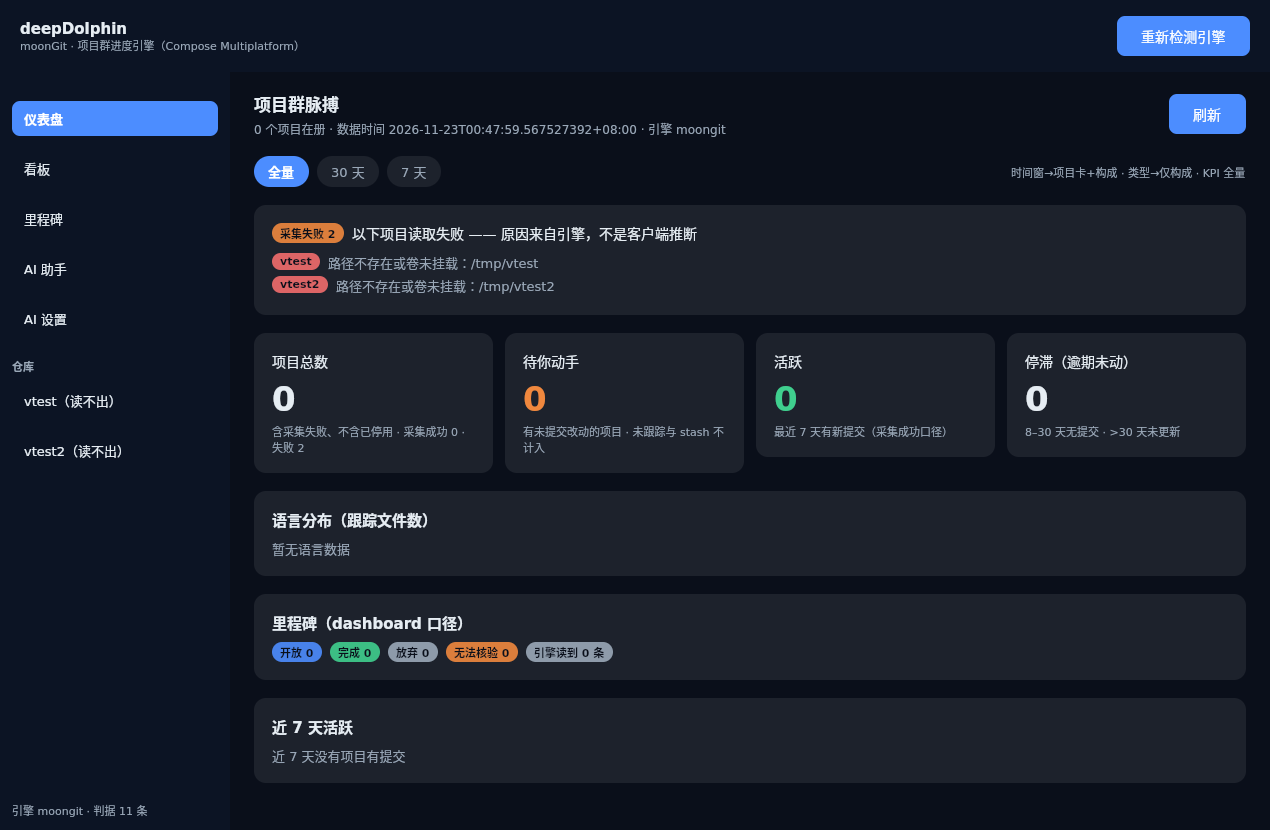 deepDolphin
moonGit · 项目群进度引擎（Compose Multiplatform）
重新检测引擎
仪表盘
看板
里程碑
AI 助手
AI 设置
仓库
vtest（读不出）
vtest2（读不出）
引擎 moongit · 判据 11 条
项目群脉搏
0 个项目在册 · 数据时间 2026-11-23T00:47:59.567527392+08:00 · 引擎 moongit
刷新
全量
30 天
7 天
时间窗→项目卡+构成 · 类型→仅构成 · KPI 全量
采集失败 2
以下项目读取失败 —— 原因来自引擎，不是客户端推断
vtest
路径不存在或卷未挂载：/tmp/vtest
vtest2
路径不存在或卷未挂载：/tmp/vtest2
项目总数
0
含采集失败、不含已停用 · 采集成功 0 ·
失败 2
待你动手
0
有未提交改动的项目 · 未跟踪与 stash 不
计入
活跃
0
最近 7 天有新提交（采集成功口径）
停滞（逾期未动）
0
8–30 天无提交 · >30 天未更新
语言分布（跟踪文件数）
暂无语言数据
里程碑（dashboard 口径）
开放 0
完成 0
放弃 0
无法核验 0
引擎读到 0 条
近 7 天活跃
近 7 天没有项目有提交